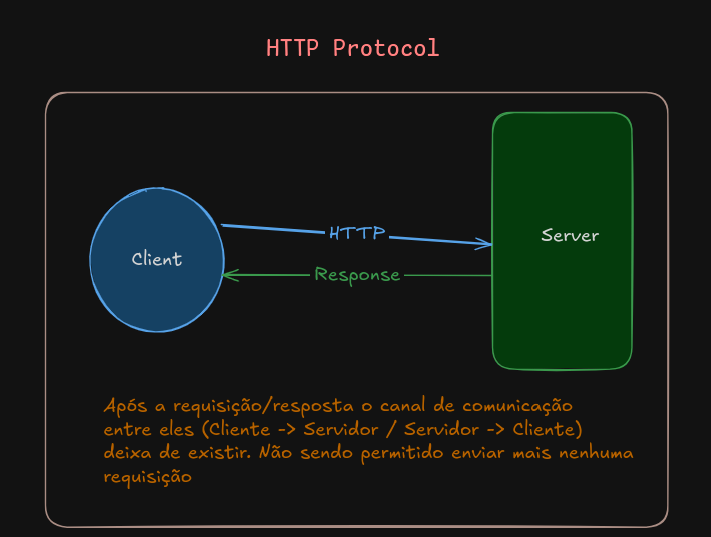 HTTP Protocol
Server
HTTP
Client
Response
Após a requisição/resposta o canal de comunicação
entre eles (Cliente -> Servidor / Servidor -> Cliente)
deixa de existir. Não sendo permitido enviar mais nenhuma
requisição